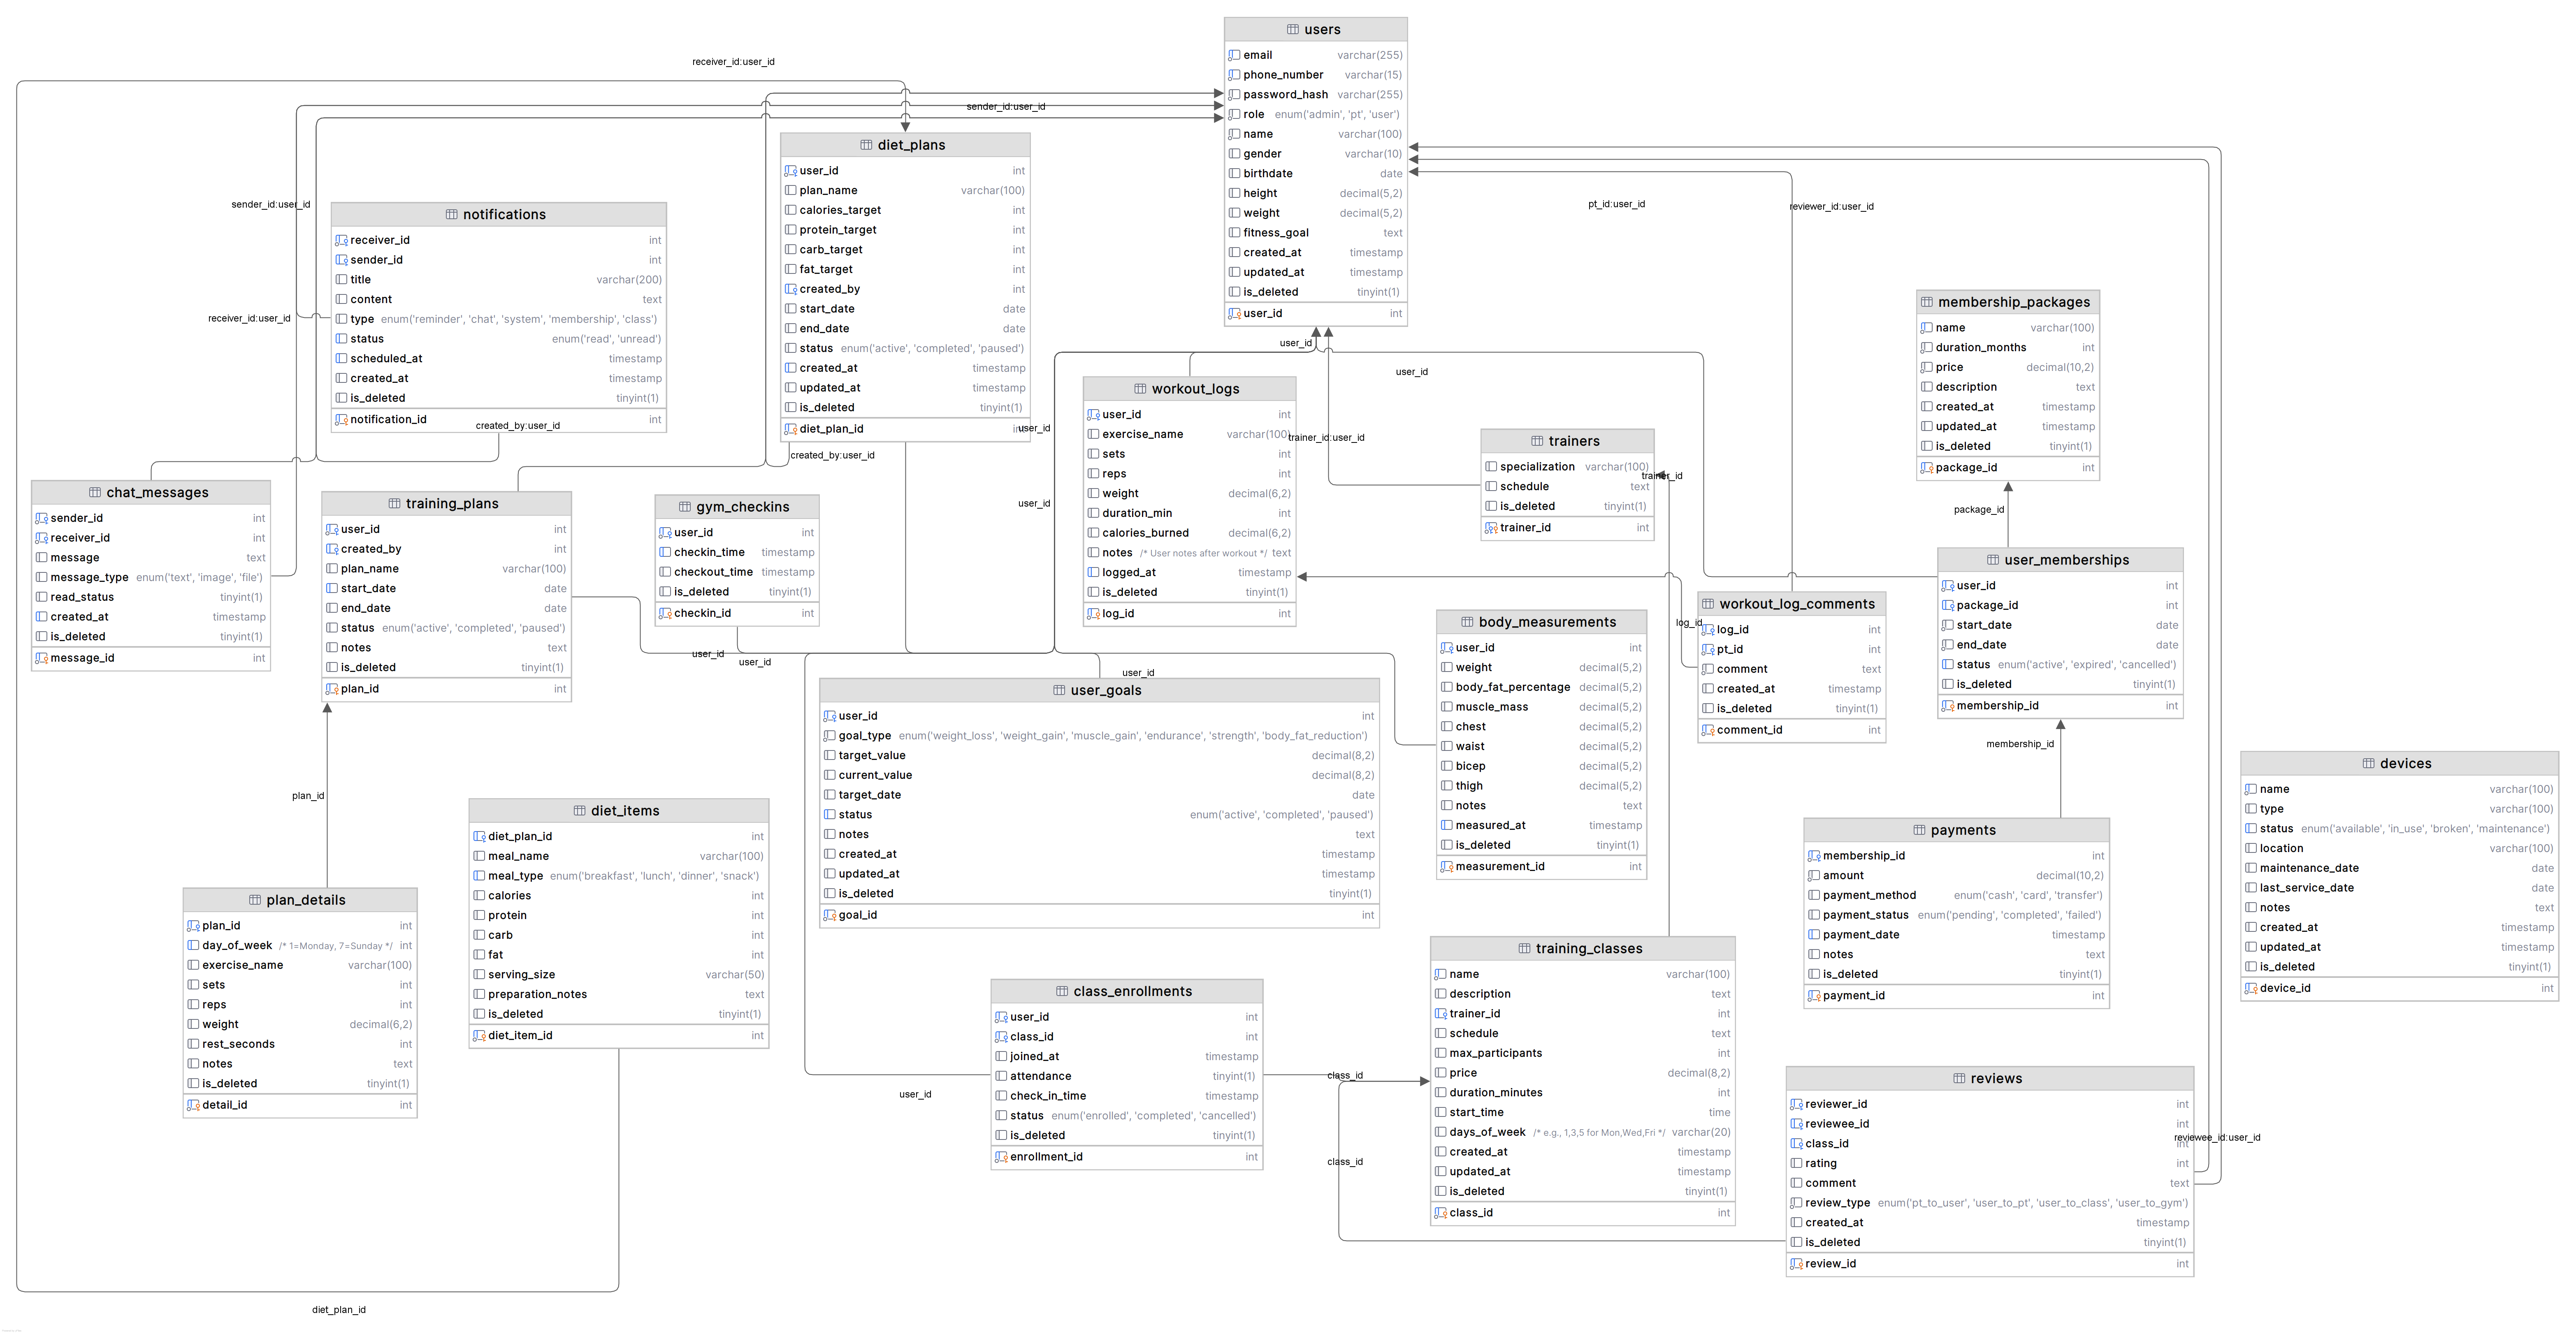 users
email varchar(255)
phone_number varchar(15)
password_hash varchar(255)
role enum('admin', 'pt', 'user')
name varchar(100)
gender varchar(10)
birthdate date
height decimal(5,2)
weight decimal(5,2)
fitness_goal text
created_at timestamp
updated_at timestamp
is_deleted tinyint(1)
user_id int
receiver_id:user_id
sender_id:user_id
diet_plans
user_id int
plan_name varchar(100)
calories_target int
protein_target int
carb_target int
fat_target int
created_by int
start_date date
end_date date
status enum('active', 'completed', 'paused')
created_at timestamp
updated_at timestamp
is_deleted tinyint(1)
diet_plan_id int
sender_id:user_id
receiver_id:user_id
notifications
receiver_id int
sender_id int
title varchar(200)
content text
type enum('reminder', 'chat', 'system', 'membership', 'class')
status enum('read', 'unread')
scheduled_at timestamp
created_at timestamp
is_deleted tinyint(1)
notification_id int
created_by:user_id
created_by:user_id
pt_id:user_id
reviewer_id:user_id
membership_packages
name varchar(100)
duration_months int
price decimal(10,2)
description text
created_at timestamp
updated_at timestamp
is_deleted tinyint(1)
package_id int
user_id
user_id
user_id
user_id
trainer_id:user_id
workout_logs
user_id int
exercise_name varchar(100)
sets int
reps int
weight decimal(6,2)
duration_min int
calories_burned decimal(6,2)
notes /* User notes after workout */ text
logged_at timestamp
is_deleted tinyint(1)
log_id int
trainers
specialization varchar(100)
schedule text
is_deleted tinyint(1)
trainer_id int
trainer_id
package_id
chat_messages
sender_id int
receiver_id int
message text
message_type enum('text', 'image', 'file')
read_status tinyint(1)
created_at timestamp
is_deleted tinyint(1)
message_id int
training_plans
user_id int
created_by int
plan_name varchar(100)
start_date date
end_date date
status enum('active', 'completed', 'paused')
notes text
is_deleted tinyint(1)
plan_id int
gym_checkins
user_id int
checkin_time timestamp
checkout_time timestamp
is_deleted tinyint(1)
checkin_id int
user_id
user_id
user_id
user_memberships
user_id int
package_id int
start_date date
end_date date
status enum('active', 'expired', 'cancelled')
is_deleted tinyint(1)
membership_id int
workout_log_comments
log_id int
pt_id int
comment text
created_at timestamp
is_deleted tinyint(1)
comment_id int
log_id
body_measurements
user_id int
weight decimal(5,2)
body_fat_percentage decimal(5,2)
muscle_mass decimal(5,2)
chest decimal(5,2)
waist decimal(5,2)
bicep decimal(5,2)
thigh decimal(5,2)
notes text
measured_at timestamp
is_deleted tinyint(1)
measurement_id int
user_goals
user_id int
goal_type enum('weight_loss', 'weight_gain', 'muscle_gain', 'endurance', 'strength', 'body_fat_reduction')
target_value decimal(8,2)
current_value decimal(8,2)
target_date date
status enum('active', 'completed', 'paused')
notes text
created_at timestamp
updated_at timestamp
is_deleted tinyint(1)
goal_id int
membership_id
plan_id
devices
name varchar(100)
type varchar(100)
status enum('available', 'in_use', 'broken', 'maintenance')
location varchar(100)
maintenance_date date
last_service_date date
notes text
created_at timestamp
updated_at timestamp
is_deleted tinyint(1)
device_id int
diet_items
diet_plan_id int
meal_name varchar(100)
meal_type enum('breakfast', 'lunch', 'dinner', 'snack')
calories int
protein int
carb int
fat int
serving_size varchar(50)
preparation_notes text
is_deleted tinyint(1)
diet_item_id int
payments
membership_id int
amount decimal(10,2)
payment_method enum('cash', 'card', 'transfer')
payment_status enum('pending', 'completed', 'failed')
payment_date timestamp
notes text
is_deleted tinyint(1)
payment_id int
plan_details
plan_id int
day_of_week /* 1=Monday, 7=Sunday */ int
exercise_name varchar(100)
sets int
reps int
weight decimal(6,2)
rest_seconds int
notes text
is_deleted tinyint(1)
detail_id int
training_classes
name varchar(100)
description text
trainer_id int
schedule text
max_participants int
price decimal(8,2)
duration_minutes int
start_time time
days_of_week /* e.g., 1,3,5 for Mon,Wed,Fri */ varchar(20)
created_at timestamp
updated_at timestamp
is_deleted tinyint(1)
class_id int
class_enrollments
user_id int
class_id int
joined_at timestamp
attendance tinyint(1)
check_in_time timestamp
status enum('enrolled', 'completed', 'cancelled')
is_deleted tinyint(1)
enrollment_id int
user_id
class_id
class_id
reviews
reviewer_id int
reviewee_id int
class_id int
rating int
comment text
review_type enum('pt_to_user', 'user_to_pt', 'user_to_class', 'user_to_gym')
created_at timestamp
is_deleted tinyint(1)
review_id int
reviewee_id:user_id
diet_plan_id